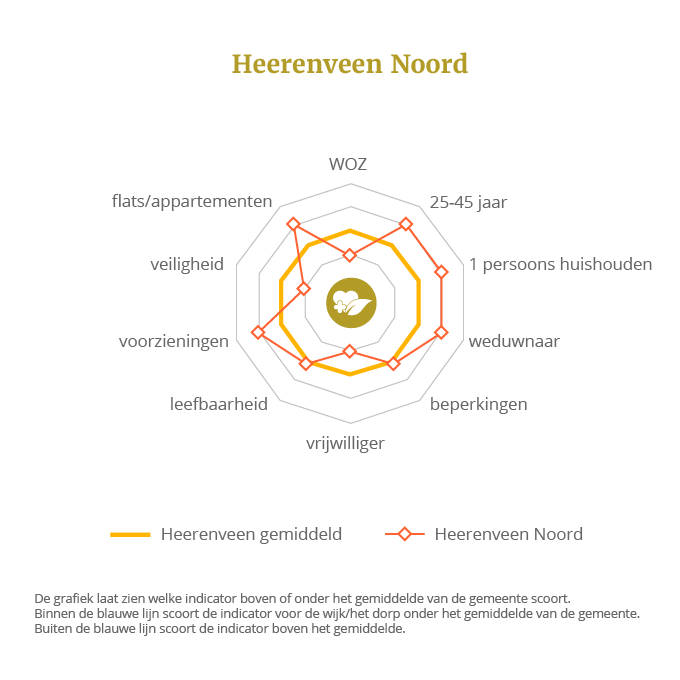 Heerenveen Noord
WOZ
flats/appartementen
25-45 jaar
veiligheid
1 persoons huishouden
voorzieningen
weduwnaar
leefbaarheid
beperkingen
vrijwilliger
Heerenveen gemiddeld
Heerenveen Noord
De grafiek laat zien welke indicator boven of onder het gemiddelde van de gemeente scoort.
Binnen de blauwe lijn scoort de indicator voor de wijk/het dorp onder het gemiddelde van de gemeente.
Buiten de blauwe lijn scoort de indicator boven het gemiddelde.